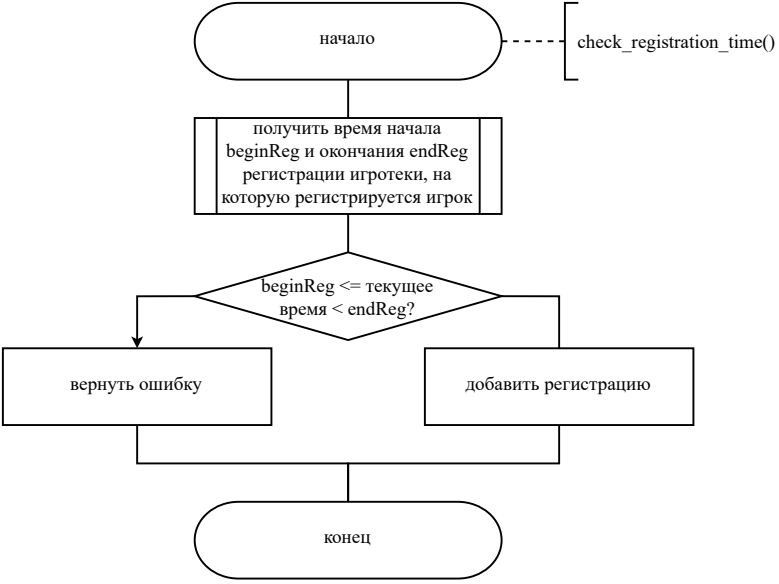 начало
check_registration_time()
получить время начала
beginReg и окончания endReg
регистрации игротеки, на
которую регистрируется игрок
beginReg <= текущее
время < endReg?
вернуть ошибку
добавить регистрацию
конец